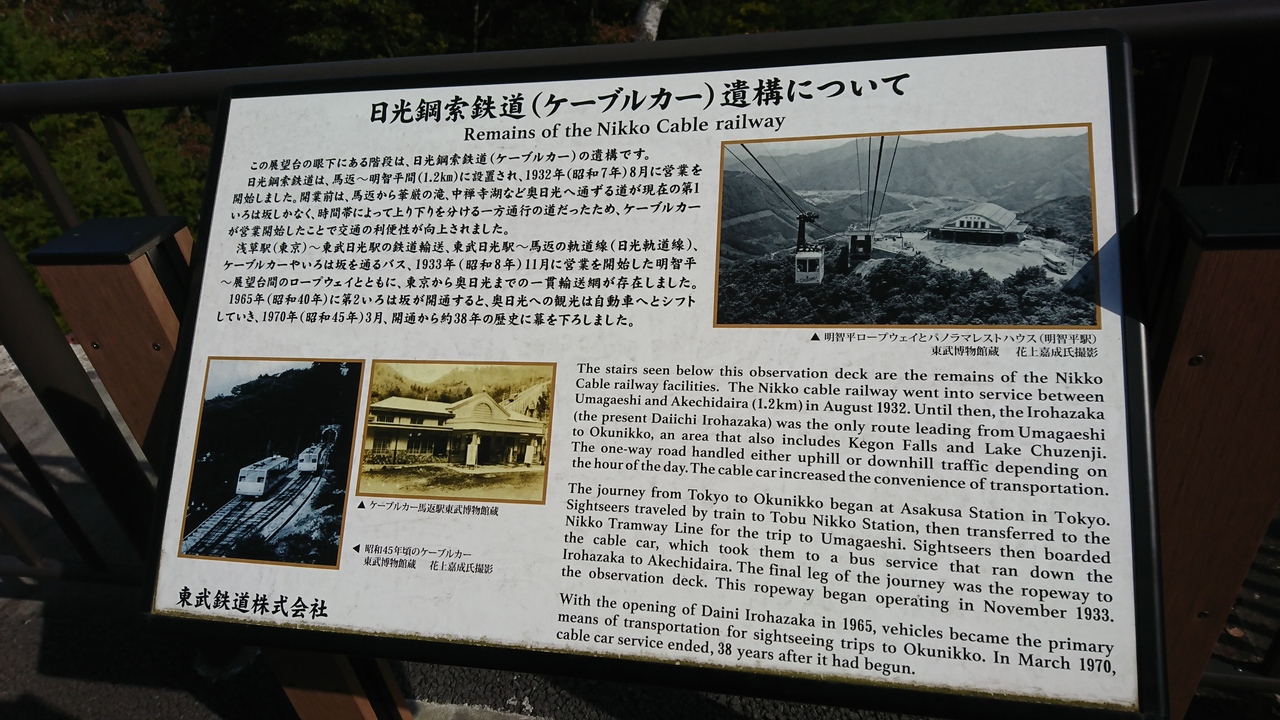 日光鋼索鉄道(ケーブルカー)遺構について
Remains of the Nikko Cable railway
この展望台の眼下にある階段は、日光鋼索鉄道(ケーブルカー)の遺構です。
日光鋼索鉄道は、馬返～明智平間(1.2km)に設置され、1932年(昭和7年)8月に営業を
開始しました。開業前は、馬返から華厳の滝、中禅寺湖など奥日光へ通ずる道が現在の第1
いろは坂しかなく、時間帯によって上り下りを分ける一方通行の道だったため、ケーブルカー
が営業開始したことで交通の利便性が向上されました。
浅草駅(東京)～東武日光駅の鉄道輸送、東武日光駅～馬返の軌道線(日光軌道線)、
ケーブルカーやいろは坂を通るバス、1933年(昭和8年)11月に営業を開始した明智平
～展望台間のロープウェイとともに、東京から奥日光までの一貫輸送網が存在しました。
1965年(昭和40年)に第2いろは坂が開通すると、奥日光への観光は自動車へとシフト
していき、1970年(昭和45年)3月、開通から約38年の歴史に幕を下ろしました。
▲ 明智平ロープウェイとパノラマレストハウス(明智平駅)
東武博物館蔵 花上嘉成氏撮影
▲ ケーブルカー馬返駅東武博物館蔵
◀ 昭和45年頃のケーブルカー
東武博物館蔵 花上嘉成氏撮影
東武鉄道株式会社
The stairs seen below this observation deck are the remains of the Nikko
Cable railway facilities. The Nikko cable railway went into service between
Umagaeshi and Akechidaira (1.2km) in August 1932. Until then, the Irohazaka
(the present Daiichi Irohazaka) was the only route leading from Umagaeshi
to Okunikko, an area that also includes Kegon Falls and Lake Chuzenji.
The one-way road handled either uphill or downhill traffic depending on
the hour of the day. The cable car increased the convenience of transportation.
The journey from Tokyo to Okunikko began at Asakusa Station in Tokyo.
Sightseers traveled by train to Tobu Nikko Station, then transferred to the
Nikko Tramway Line for the trip to Umagaeshi. Sightseers then boarded
the cable car, which took them to a bus service that ran down the
Irohazaka to Akechidaira. The final leg of the journey was the ropeway to
the observation deck. This ropeway began operating in November 1933.
With the opening of Daini Irohazaka in 1965, vehicles became the primary
means of transportation for sightseeing trips to Okunikko. In March 1970,
cable car service ended, 38 years after it had begun.